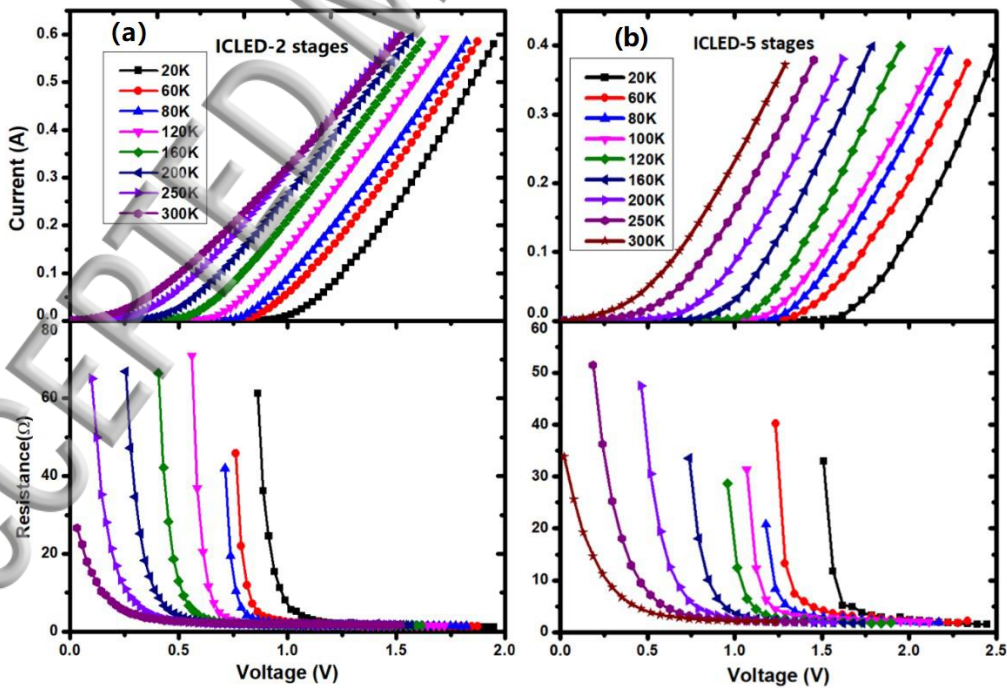 (a)
ICLED-2 stages
20K
60K
80K
120K
160K
200K
250K
300K
Current (A)
0.6
0.5
0.4
0.3
0.2
0.1
0.0
(b)
ICLED-5 stages
20K
60K
80K
100K
120K
160K
200K
250K
300K
0.4
0.3
0.2
0.1
0.0
Resistance(Ω)
80
60
40
20
0
0.0 0.5 1.0 1.5 2.0
Voltage (V)
60
50
40
30
20
10
0
0.0 0.5 1.0 1.5 2.0 2.5
Voltage (V)